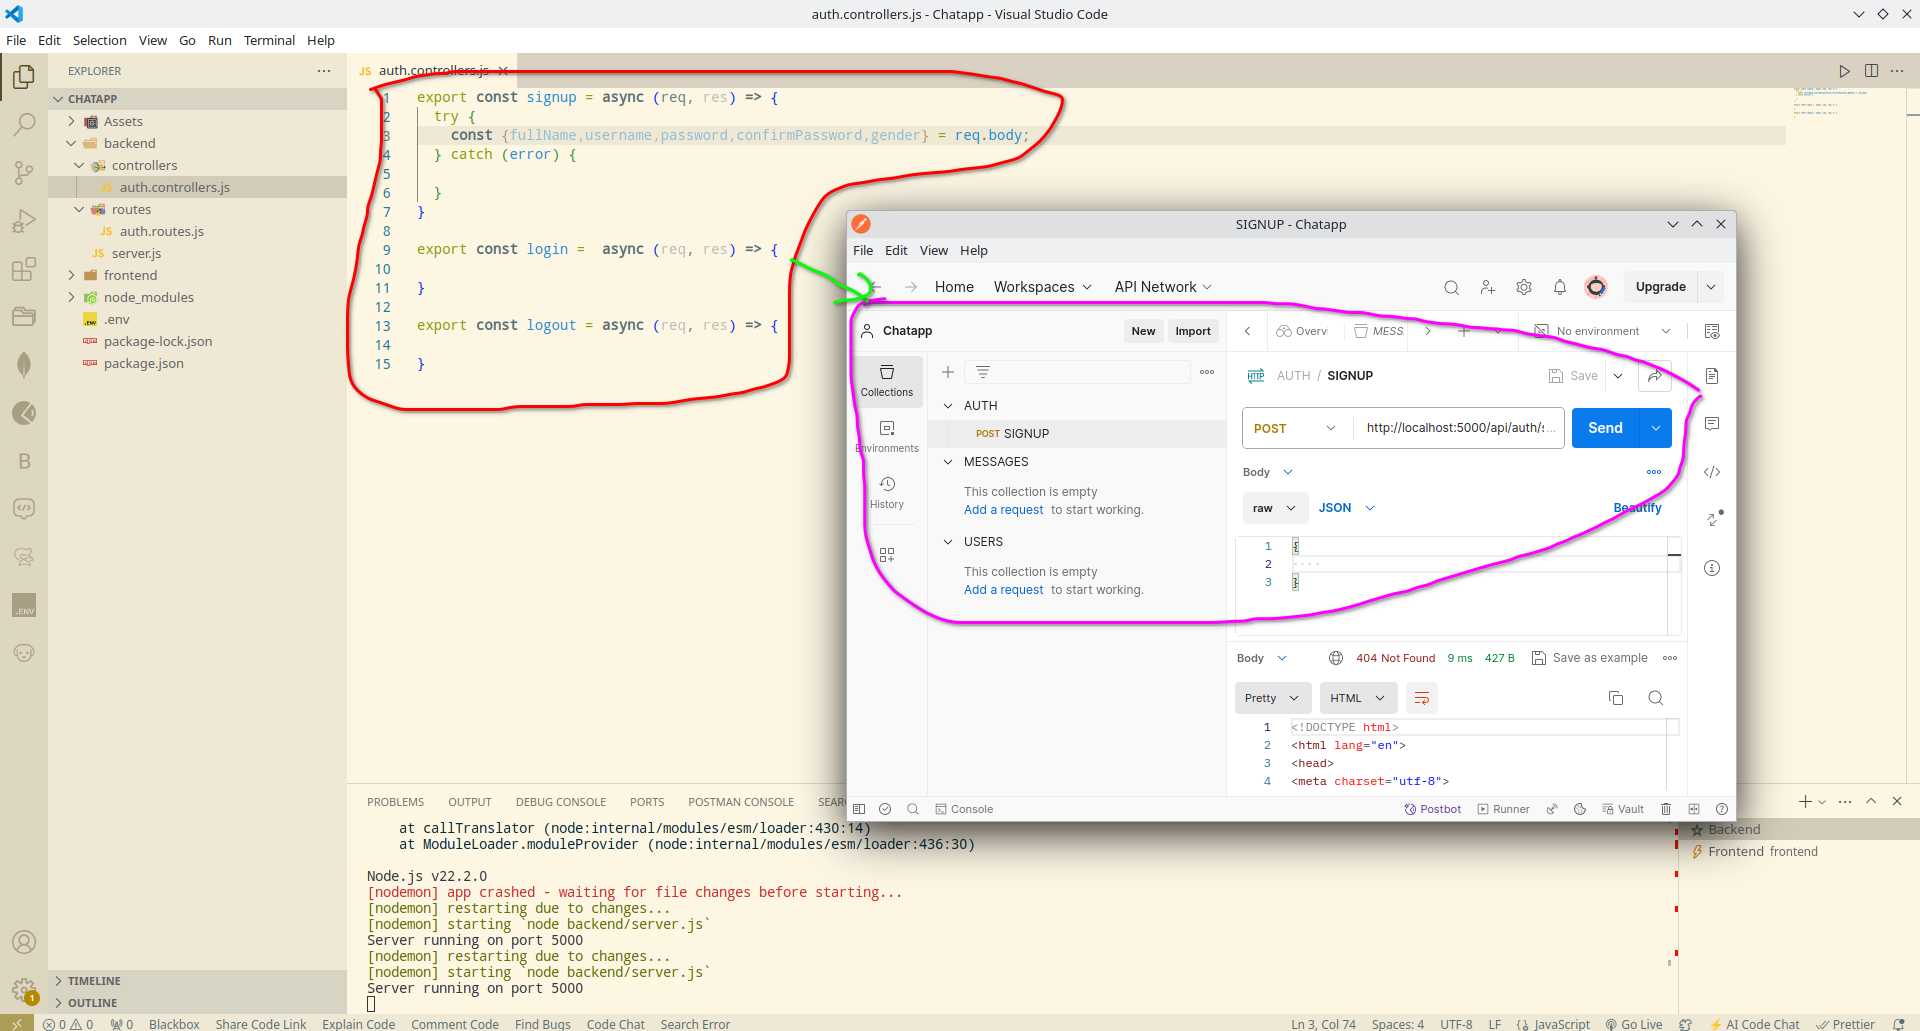 auth.controllers.js - Chatapp - Visual Studio Code
File Edit Selection View Go Run Terminal Help
EXPLORER
CHATAPP
Assets
backend
controllers
JS auth.controllers.js
routes
JS auth.routes.js
JS server.js
frontend
node_modules
.env
package-lock.json
package.json
TIMELINE
OUTLINE
JS auth.controllers.js
1 export const signup = async (req, res) => {
2 try {
3 const {fullName,username,password,confirmPassword,gender} = req.body;
4 } catch (error) {
5
6 }
7 }
8
9 export const login =  async (req, res) => {
10
11 }
12
13 export const logout = async (req, res) => {
14
15 }
SIGNUP - Chatapp
File Edit View Help
Home Workspaces API Network Upgrade
Chatapp New Import
Overv MESS No environment
Collections
Environments
History
AUTH
POST SIGNUP
MESSAGES
This collection is empty
Add a request to start working.
USERS
This collection is empty
Add a request to start working.
HTTP AUTH / SIGNUP Save
POST http://localhost:5000/api/auth/s... Send
Body
raw JSON Beautify
1 {
2 ....
3 }
Body 404 Not Found 9 ms 427 B Save as example
Pretty HTML
1 <!DOCTYPE html>
2 <html lang="en">
3 <head>
4 <meta charset="utf-8">
Console Postbot Runner Vault
PROBLEMS OUTPUT DEBUG CONSOLE PORTS POSTMAN CONSOLE SEAR
at callTranslator (node:internal/modules/esm/loader:430:14)
at ModuleLoader.moduleProvider (node:internal/modules/esm/loader:436:30)
Node.js v22.2.0
[nodemon] app crashed - waiting for file changes before starting...
[nodemon] restarting due to changes...
[nodemon] starting `node backend/server.js`
Server running on port 5000
[nodemon] restarting due to changes...
[nodemon] starting `node backend/server.js`
Server running on port 5000
Backend
Frontend frontend
B
.ENV
1
0 0 0 Blackbox Share Code Link Explain Code Comment Code Find Bugs Code Chat Search Error Ln 3, Col 74 Spaces: 4 UTF-8 LF {} JavaScript Go Live AI Code Chat Prettier